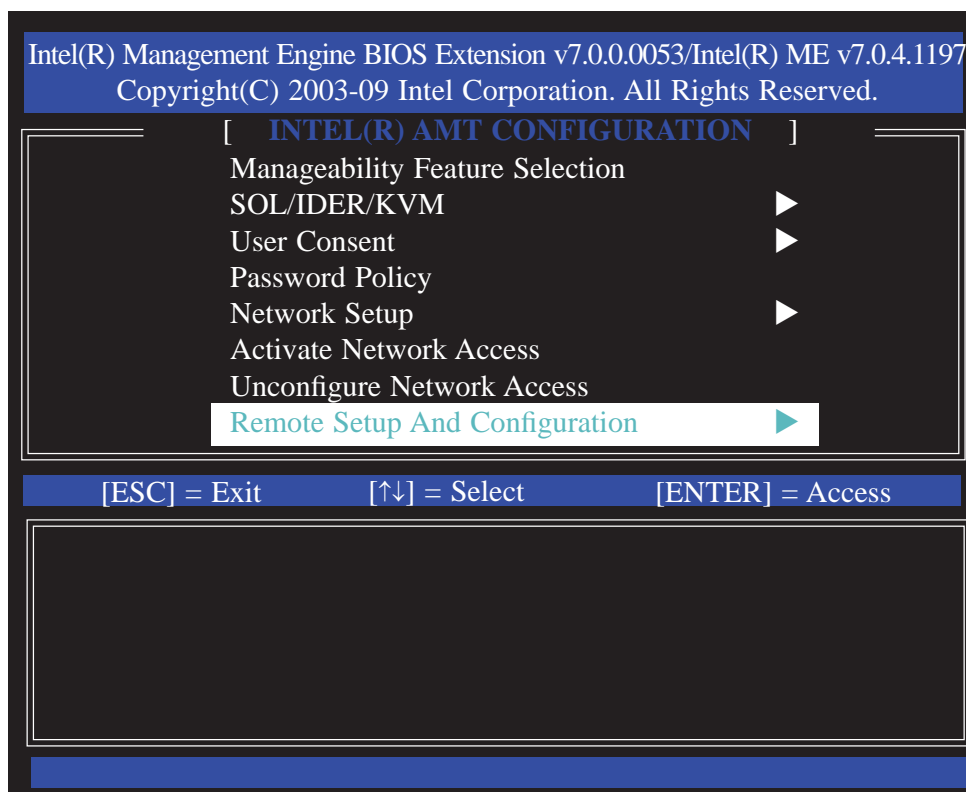 Intel(R) Management Engine BIOS Extension v7.0.0.0053/Intel(R) ME v7.0.4.1197
Copyright(C) 2003-09 Intel Corporation. All Rights Reserved.
[ INTEL(R) AMT CONFIGURATION ]
Manageability Feature Selection
SOL/IDER/KVM ►
User Consent ►
Password Policy
Network Setup ►
Activate Network Access
Unconfigure Network Access
Remote Setup And Configuration ►
[ESC] = Exit [↑↓] = Select [ENTER] = Access